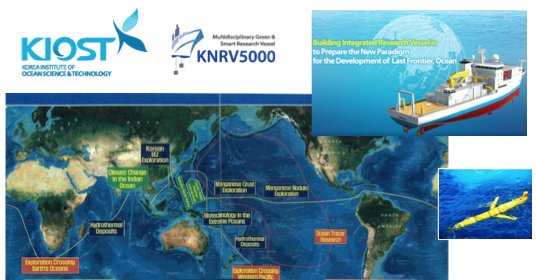 KIOST
KOREA INSTITUTE OF
OCEAN SCIENCE & TECHNOLOGY
Multidisciplinary Green &
Smart Research Vessel
KNRV5000
Building Integrated Research Vessel is
to Prepare the New Paradigm
for the Development of Last Frontier, Ocean
Korean
EEZ
Exploration
Climate Change
in the Indian
Ocean
Manganese Crust
Exploration
Manganese Nodule
Exploration
Biotechnology in the
Extreme Oceans
Hydrothermal
Deposits
Hydrothermal
Deposits
Ocean Tracer
Research
Exploration Crossing
Earth's Oceans
Exploration Crossing
Western Pacific
AFRICA
SOUTH
AMERICA